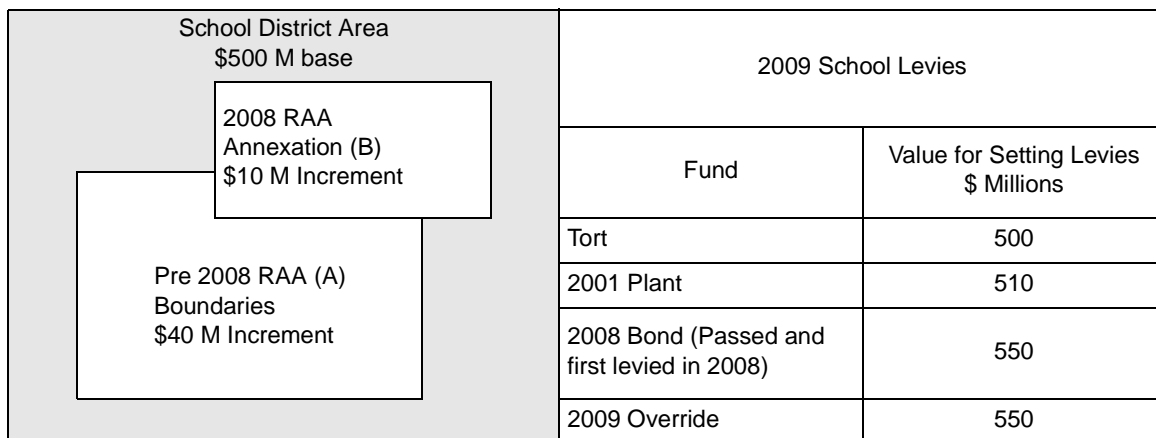 School District Area
$500 M base
2008 RAA
Annexation (B)
$10 M Increment
Pre 2008 RAA (A)
Boundaries
$40 M Increment
2009 School Levies
Fund
Value for Setting Levies
$ Millions
Tort
500
2001 Plant
510
2008 Bond (Passed and
first levied in 2008)
550
2009 Override
550